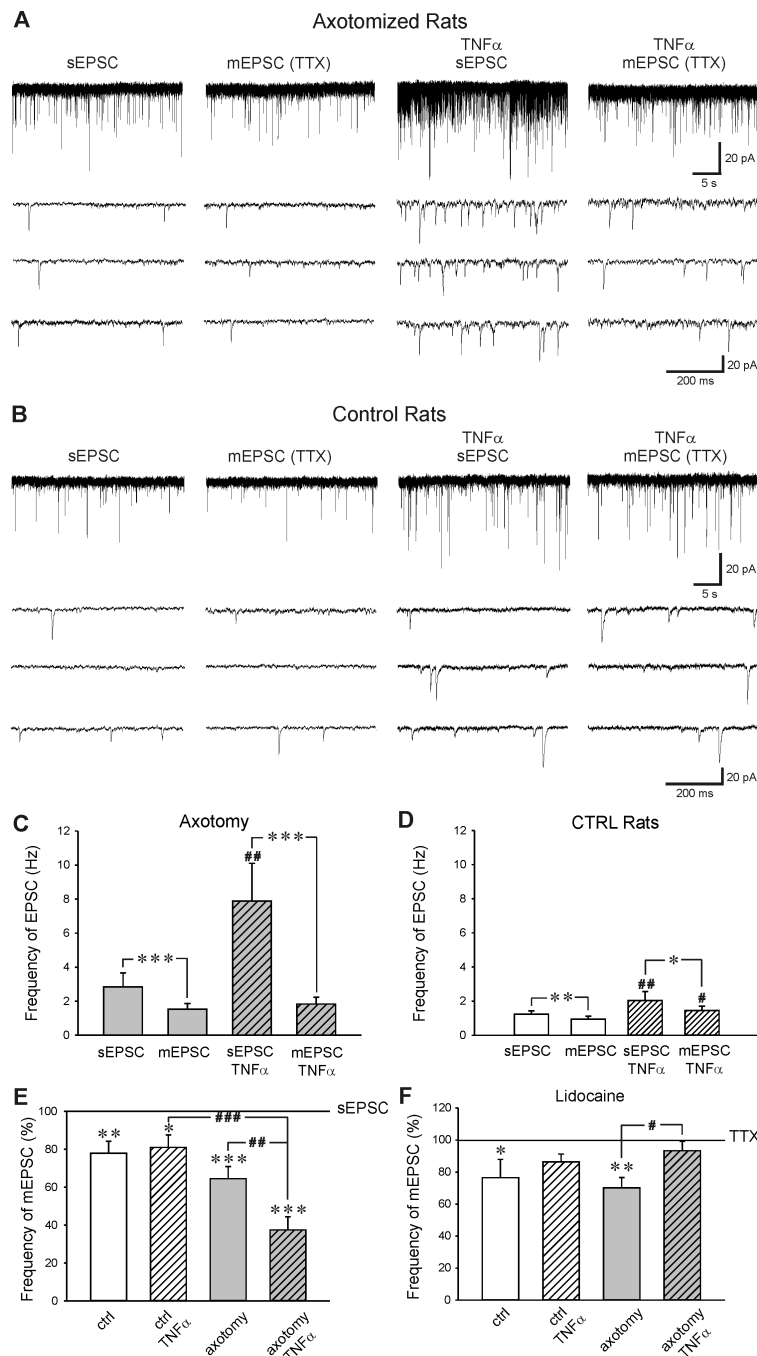 A
Axotomized Rats
sEPSC
mEPSC (TTX)
TNFα
sEPSC
TNFα
mEPSC (TTX)
20 pA
5 s
20 pA
200 ms
B
Control Rats
sEPSC
mEPSC (TTX)
TNFα
sEPSC
TNFα
mEPSC (TTX)
20 pA
5 s
20 pA
200 ms
C
Axotomy
Frequency of EPSC (Hz)
12
10
8
6
4
2
0
***
##
***
sEPSC
mEPSC
sEPSC
TNFα
mEPSC
TNFα
D
CTRL Rats
Frequency of EPSC (Hz)
12
10
8
6
4
2
0
**
##
*
#
sEPSC
mEPSC
sEPSC
TNFα
mEPSC
TNFα
E
sEPSC
Frequency of mEPSC (%)
100
80
60
40
20
0
**
*
###
***
##
***
ctrl
ctrl
TNFα
axotomy
axotomy
TNFα
F
Lidocaine
TTX
Frequency of mEPSC (%)
120
100
80
60
40
20
0
*
**
#
ctrl
ctrl
TNFα
axotomy
axotomy
TNFα